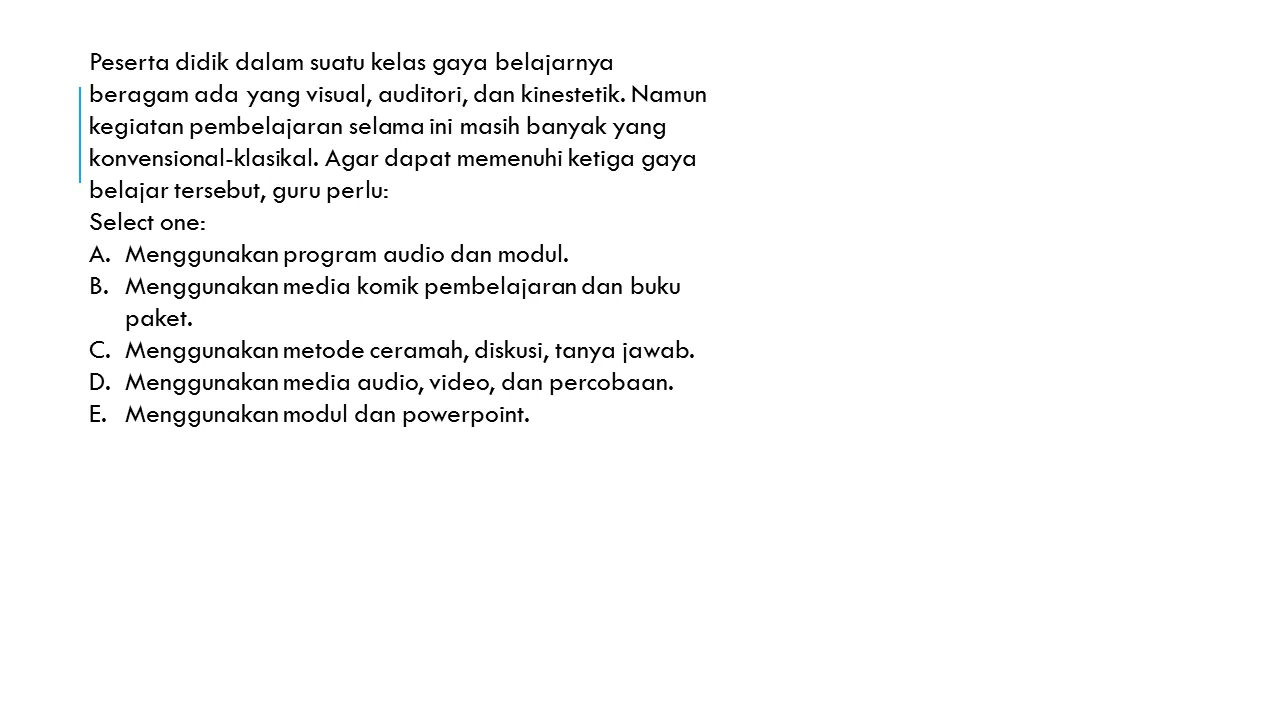 Peserta didik dalam suatu kelas gaya belajarnya
beragam ada yang visual, auditori, dan kinestetik. Namun
kegiatan pembelajaran selama ini masih banyak yang
konvensional-klasikal. Agar dapat memenuhi ketiga gaya
belajar tersebut, guru perlu:
Select one:
A. Menggunakan program audio dan modul.
B. Menggunakan media komik pembelajaran dan buku
paket.
C. Menggunakan metode ceramah, diskusi, tanya jawab.
D. Menggunakan media audio, video, dan percobaan.
E. Menggunakan modul dan powerpoint.